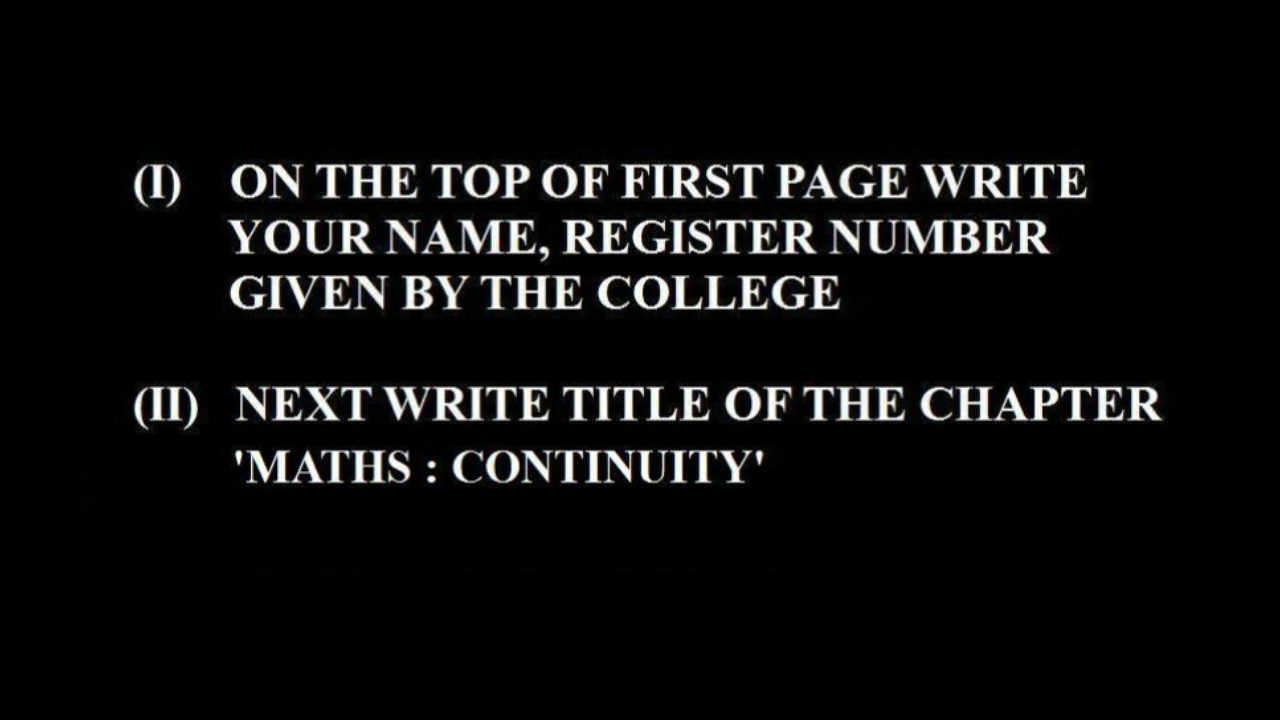 (I) ON THE TOP OF FIRST PAGE WRITE
YOUR NAME, REGISTER NUMBER
GIVEN BY THE COLLEGE
(II) NEXT WRITE TITLE OF THE CHAPTER
'MATHS : CONTINUITY'